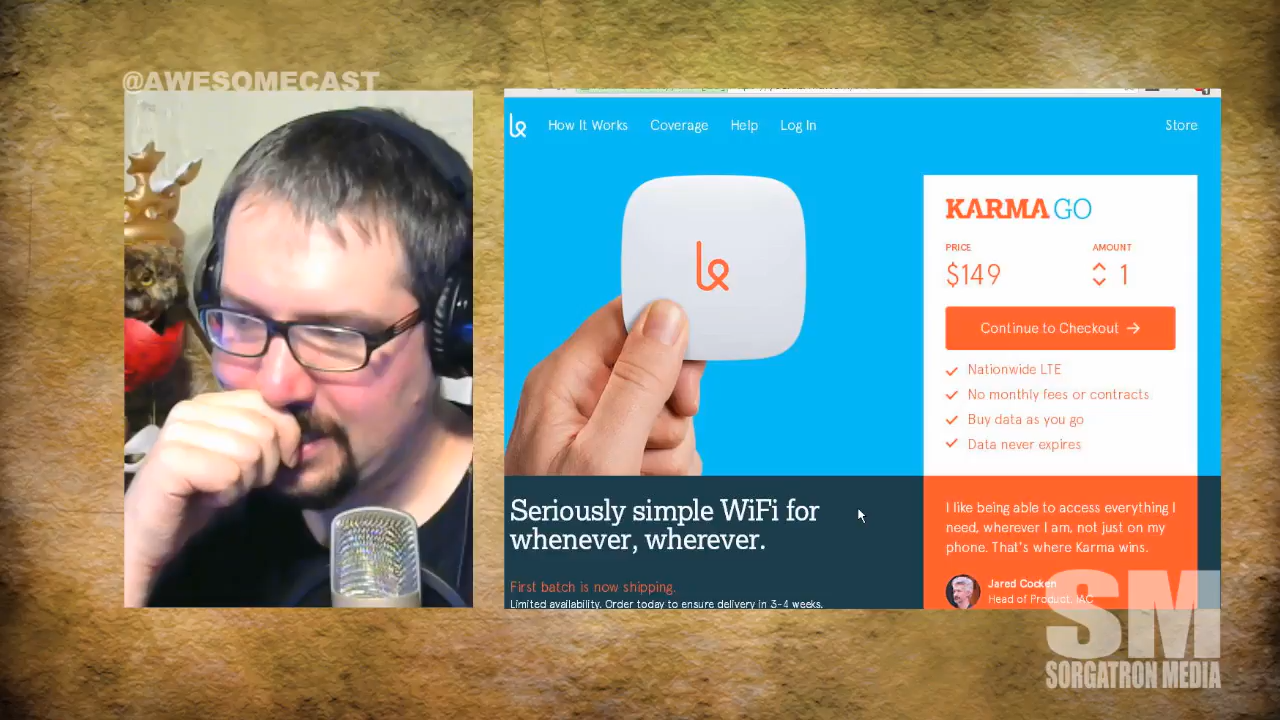 @AWESOMECAST
How It Works Coverage Help Log In Store
KARMA GO
PRICE AMOUNT
$149 1
Continue to Checkout →
Nationwide LTE
No monthly fees or contracts
Buy data as you go
Data never expires
Seriously simple WiFi for
whenever, wherever.
First batch is now shipping.
Limited availability. Order today to ensure delivery in 3-4 weeks.
I like being able to access everything I
need, wherever I am, not just on my
phone. That's where Karma wins.
Jared Cocken
Head of Product, IAC
SM
SORGATRON MEDIA